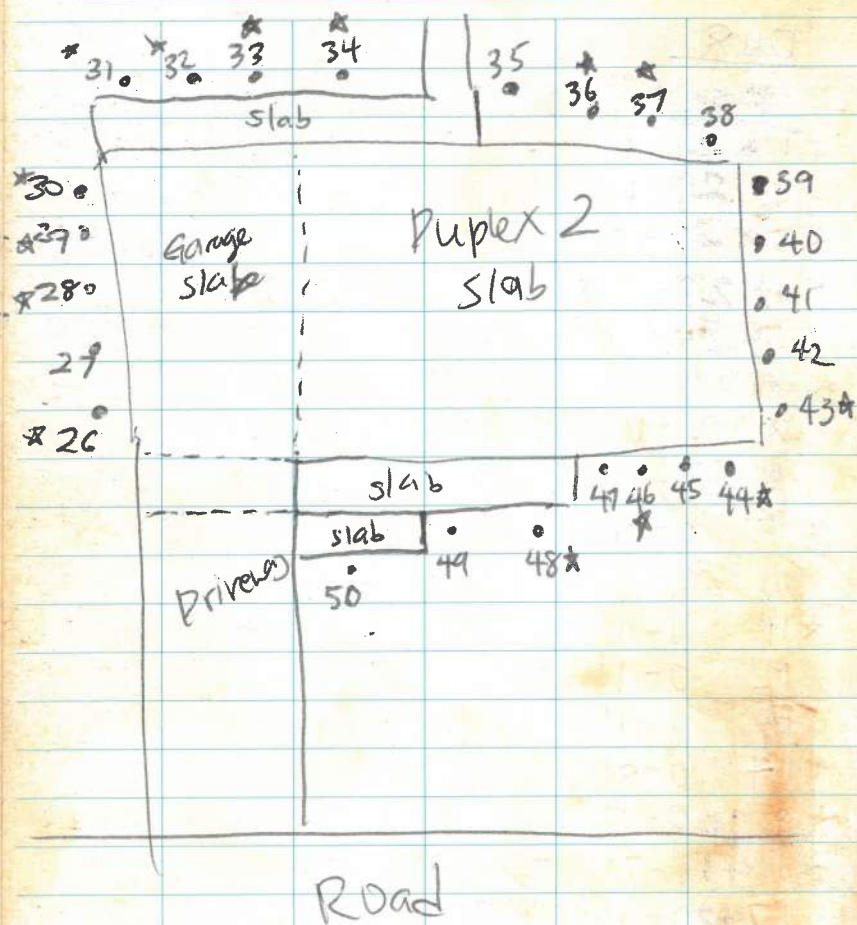 * 31 * 32 * 33 * 34 35 * 36 * 37 38
slab
* 30
39
* 29
Garage slab
Duplex 2 slab
40
* 28
41
27
42
* 26
43 *
slab
47 46 * 45 44 *
slab
49
48 *
Driveway
50
Road